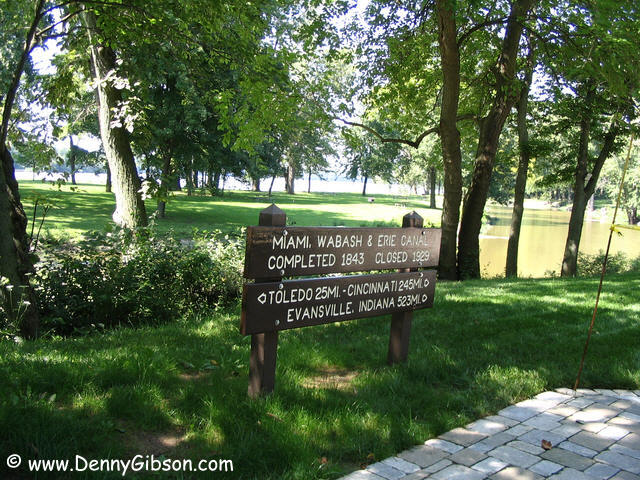 MIAMI, WABASH & ERIE CANAL
COMPLETED 1843 CLOSED 1929
TOLEDO 25MI.-CINCINNATI 245MI.
EVANSVILLE, INDIANA 523MI.
© www.DennyGibson.com